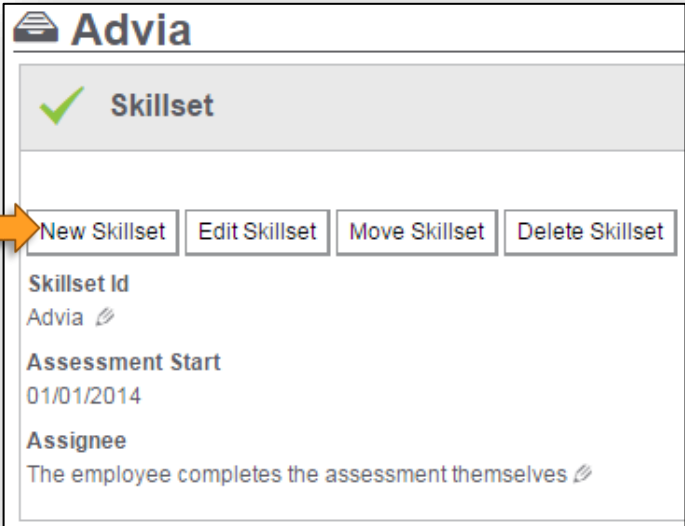 Advia
Skillset
New Skillset Edit Skillset Move Skillset Delete Skillset
Skillset Id
Advia
Assessment Start
01/01/2014
Assignee
The employee completes the assessment themselves